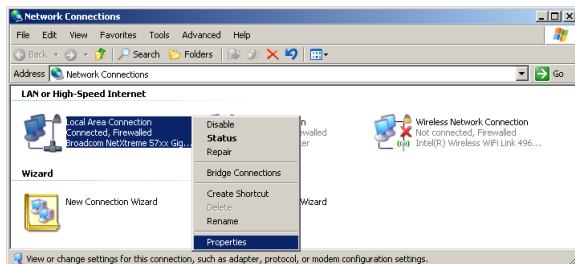 Network Connections
File Edit View Favorites Tools Advanced Help
Back Search Folders
Address Network Connections Go
LAN or High-Speed Internet
Local Area Connection
Connected, Firewalled
Broadcom NetXtreme 57xx Gig...
Wireless Network Connection
Not connected, Firewalled
Intel(R) Wireless WiFi Link 496...
Disable
Status
Repair
Bridge Connections
Create Shortcut
Delete
Rename
Properties
Wizard
New Connection Wizard
Wizard
View or change settings for this connection, such as adapter, protocol, or modem configuration settings.